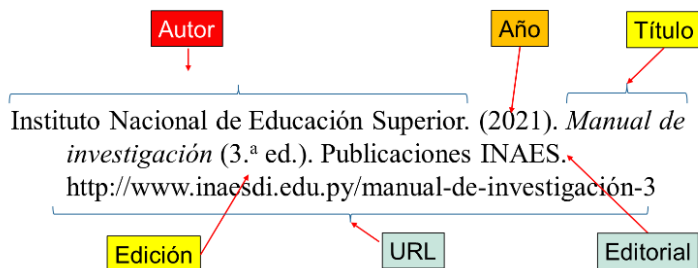 Autor
Año
Título
Instituto Nacional de Educación Superior. (2021). Manual de
investigación (3.ª ed.). Publicaciones INAES.
http://www.inaesdi.edu.py/manual-de-investigación-3
Edición
URL
Editorial